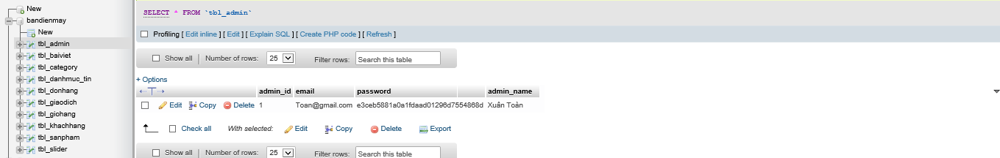 New
bandienmay
New
tbl_admin
tbl_baiviet
tbl_category
tbl_danhmuc_tin
tbl_donhang
tbl_giaodich
tbl_giohang
tbl_khachhang
tbl_sanpham
tbl_slider
SELECT * FROM `tbl_admin`
Profiling [ Edit inline ] [ Edit ] [ Explain SQL ] [ Create PHP code ] [ Refresh ]
Show all | Number of rows: 25 Filter rows: Search this table
+ Options
←T→ admin_id email password admin_name
Edit Copy Delete 1 Toan@gmail.com e3ceb5881a0a1fdaad01296d7554868d Xuân Toàn
Check all With selected: Edit Copy Delete Export
Show all | Number of rows: 25 Filter rows: Search this table